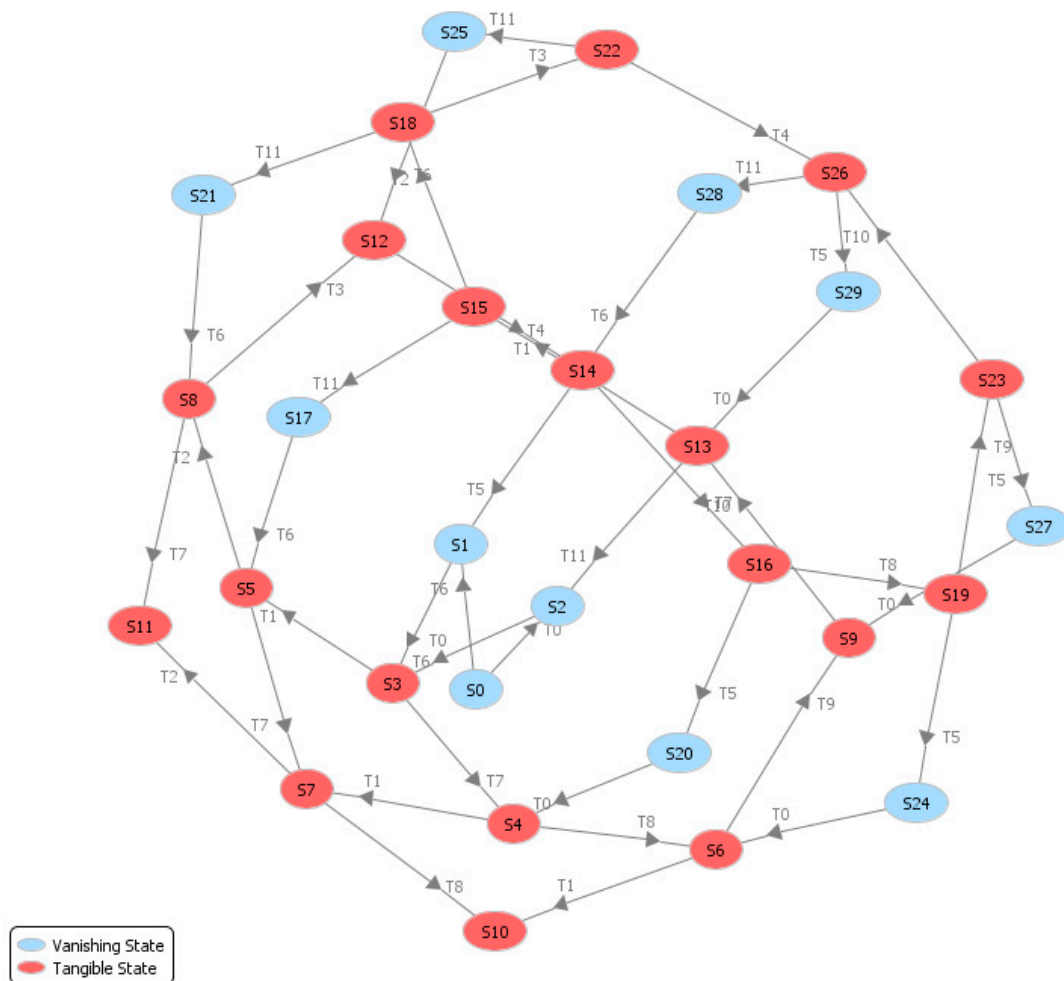 T11
S25
S22
T3
S18
T4
T11
S26
T11
S28
S21
T2
T6
T10
S12
T5
S29
S15
T3
T6
T4
T6
T1
S14
S23
T11
S8
T0
S17
S13
T9
T2
T5
T5
T7
T10
S27
T6
S1
T7
T11
S16
T8
S5
T6
S19
S2
T0
S11
T1
T0
T0
S9
T6
S3
S0
T2
T5
T9
T7
T5
S20
T7
S7
T1
T0
S24
S4
T8
T0
S6
T1
T8
S10
Vanishing State
Tangible State